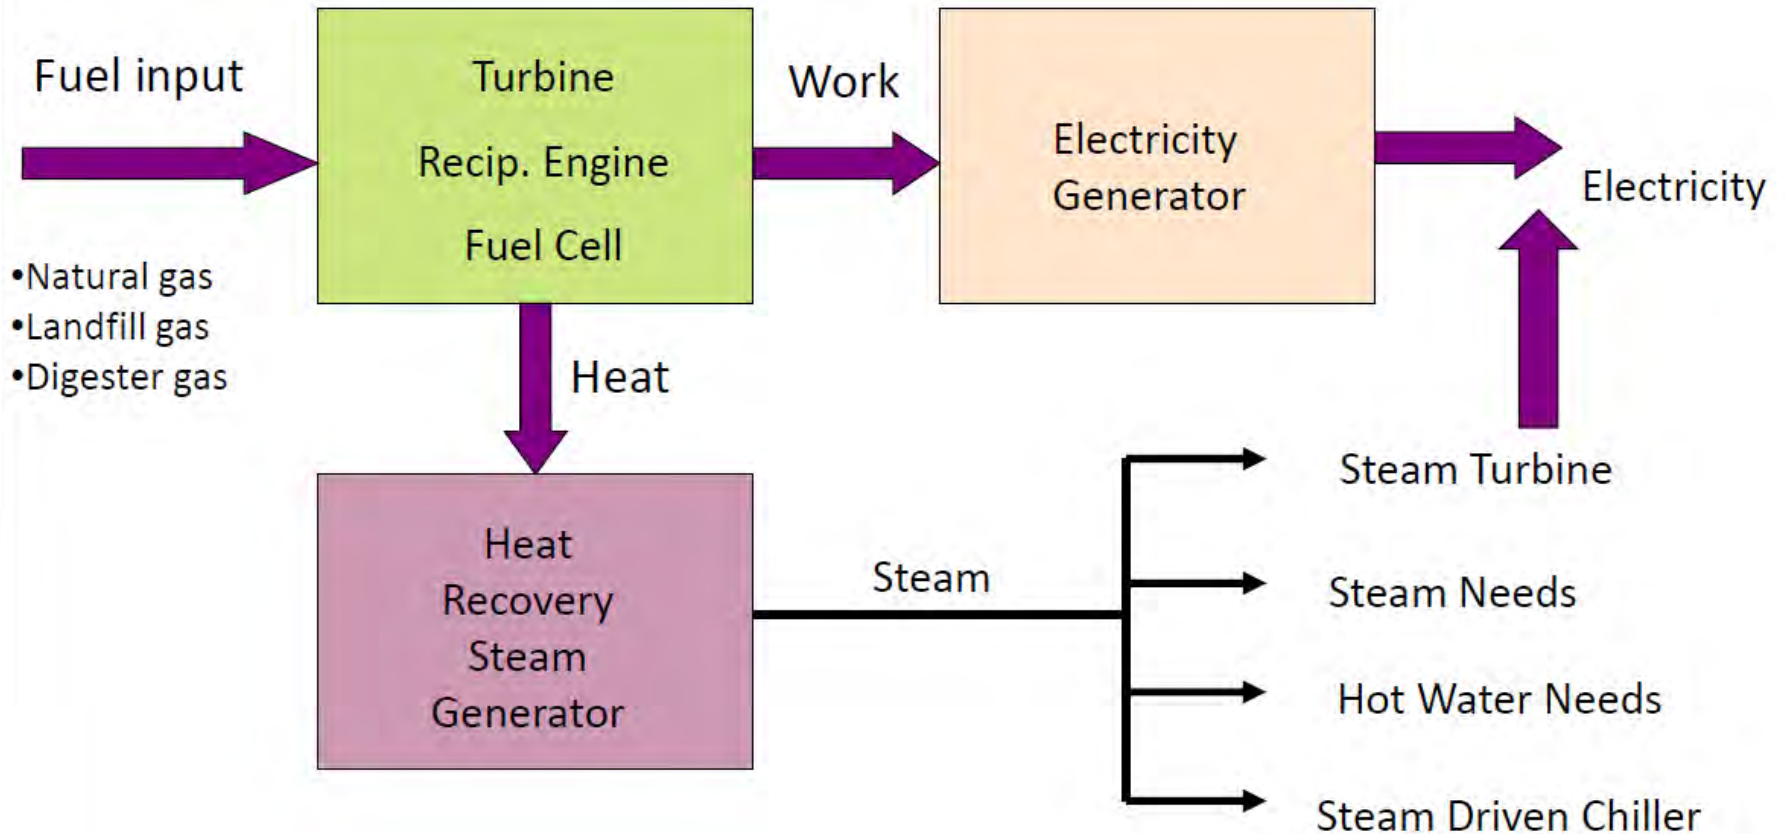 Fuel input
•Natural gas
•Landfill gas
•Digester gas
Turbine
Recip. Engine
Fuel Cell
Work
Electricity
Generator
Electricity
Heat
Heat
Recovery
Steam
Generator
Steam
Steam Turbine
Steam Needs
Hot Water Needs
Steam Driven Chiller